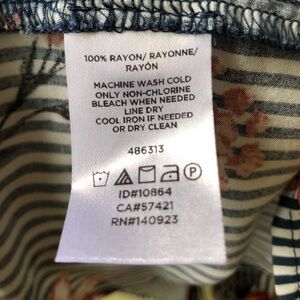 100% RAYON/ RAYONNE/
RAYÓN
MACHINE WASH COLD
ONLY NON-CHLORINE
BLEACH WHEN NEEDED
LINE DRY
COOL IRON IF NEEDED
OR DRY CLEAN
486313
P
ID#10864
CA#57421
RN#140923